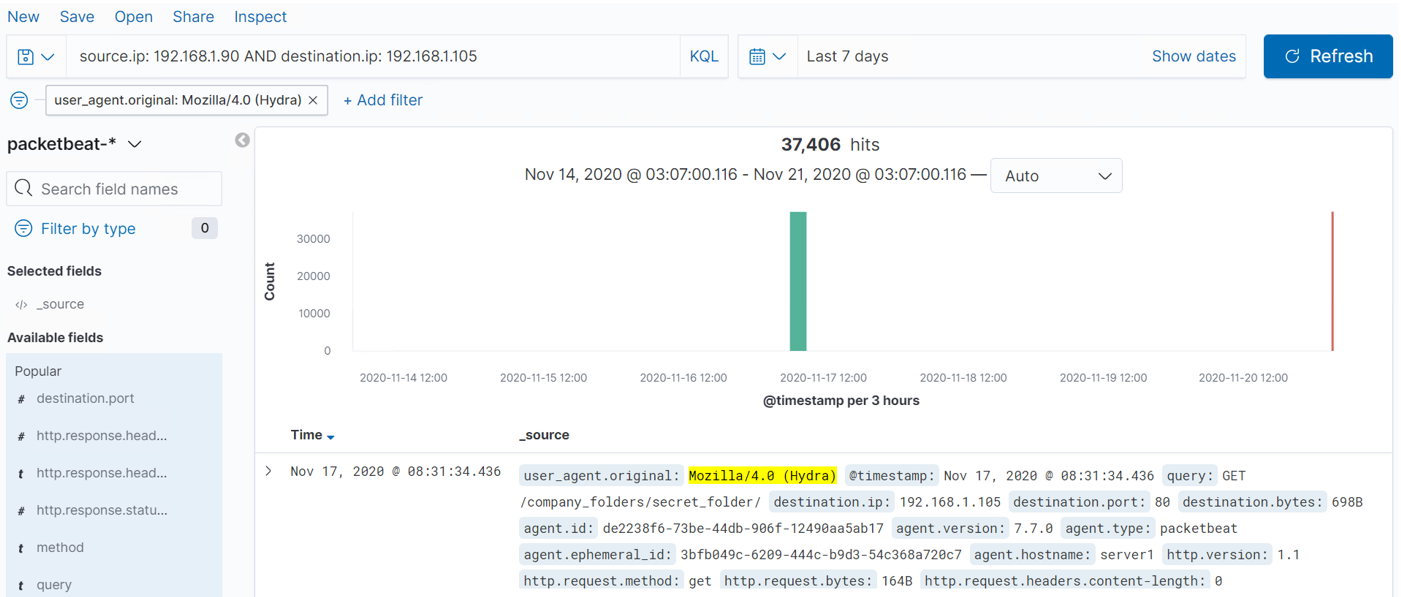 New Save Open Share Inspect
source.ip: 192.168.1.90 AND destination.ip: 192.168.1.105 KQL Last 7 days Show dates Refresh
user_agent.original: Mozilla/4.0 (Hydra) × + Add filter
packetbeat-*
Search field names
Filter by type 0
Selected fields
</> _source
Available fields
Popular
# destination.port
# http.response.head...
t http.response.head...
# http.response.statu...
t method
t query
37,406 hits
Nov 14, 2020 @ 03:07:00.116 - Nov 21, 2020 @ 03:07:00.116 — Auto
Count
30000
20000
10000
0
2020-11-14 12:00 2020-11-15 12:00 2020-11-16 12:00 2020-11-17 12:00 2020-11-18 12:00 2020-11-19 12:00 2020-11-20 12:00
@timestamp per 3 hours
Time _source
Nov 17, 2020 @ 08:31:34.436 user_agent.original: Mozilla/4.0 (Hydra) @timestamp: Nov 17, 2020 @ 08:31:34.436 query: GET
/company_folders/secret_folder/ destination.ip: 192.168.1.105 destination.port: 80 destination.bytes: 698B
agent.id: de2238f6-73be-44db-906f-12490aa5ab17 agent.version: 7.7.0 agent.type: packetbeat
agent.ephemeral_id: 3bfb049c-6209-444c-b9d3-54c368a720c7 agent.hostname: server1 http.version: 1.1
http.request.method: get http.request.bytes: 164B http.request.headers.content-length: 0